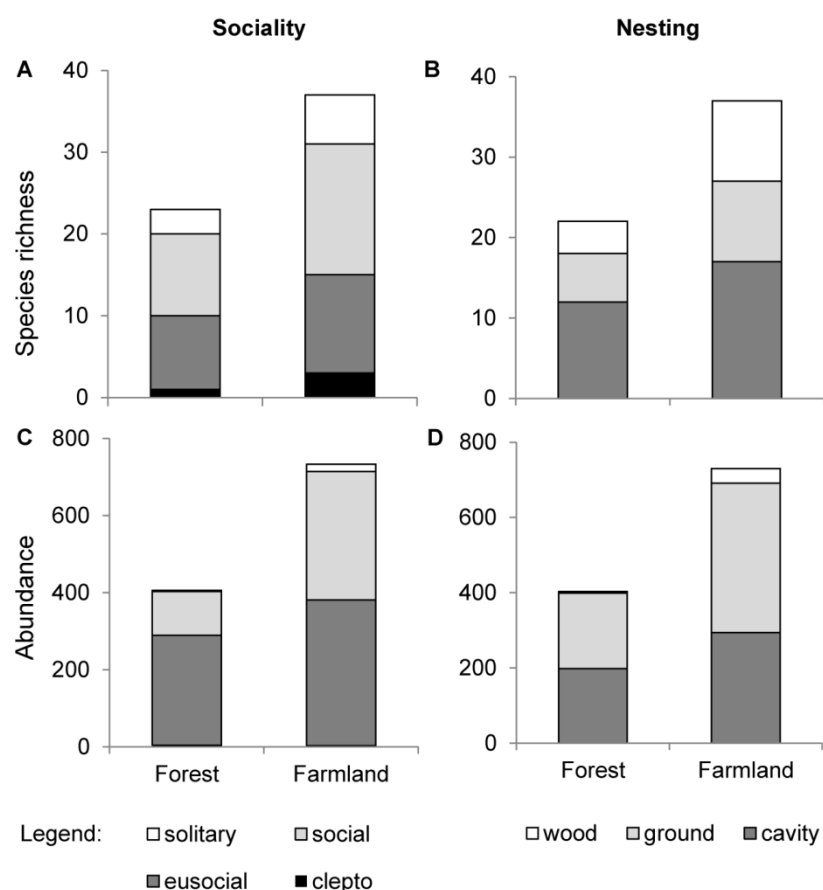 Sociality
Nesting
A
B
Species richness
40
30
20
10
0
40
30
20
10
0
C
D
Abundance
800
600
400
200
0
800
600
400
200
0
Forest Farmland
Forest Farmland
Legend: solitary social
eusocial clepto
wood ground cavity